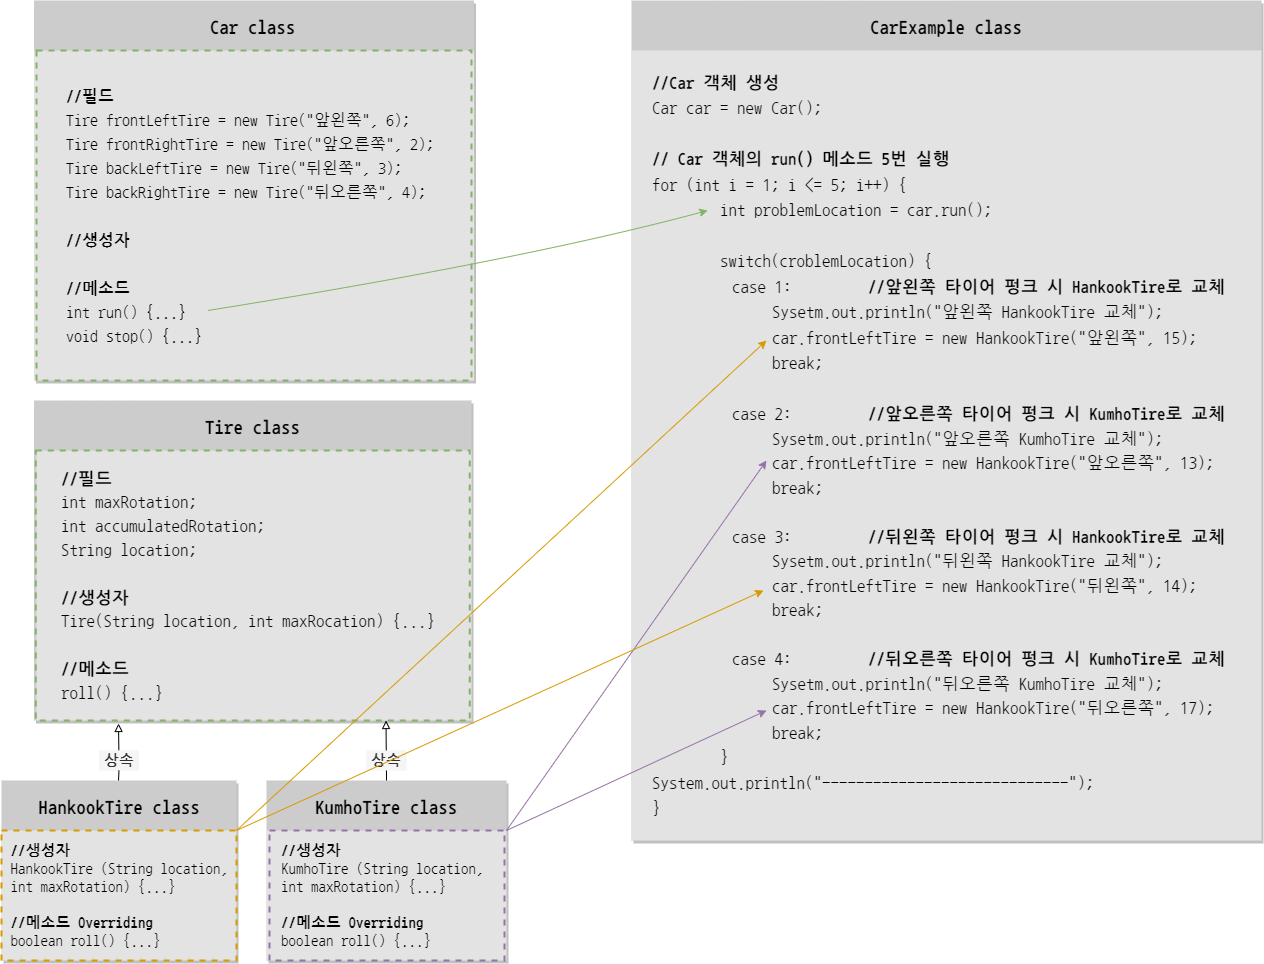 Car class
//필드
Tire frontLeftTire = new Tire("앞왼쪽", 6);
Tire frontRightTire = new Tire("앞오른쪽", 2);
Tire backLeftTire = new Tire("뒤왼쪽", 3);
Tire backRightTire = new Tire("뒤오른쪽", 4);
//생성자
//메소드
int run() {...}
void stop() {...}
Tire class
//필드
int maxRotation;
int accumulatedRotation;
String location;
//생성자
Tire(String location, int maxRocation) {...}
//메소드
roll() {...}
상속
상속
HankookTire class
//생성자
HankookTire (String location,
int maxRotation) {...}
//메소드 Overriding
boolean roll() {...}
KumhoTire class
//생성자
KumhoTire (String location,
int maxRotation) {...}
//메소드 Overriding
boolean roll() {...}
CarExample class
//Car 객체 생성
Car car = new Car();
// Car 객체의 run() 메소드 5번 실행
for (int i = 1; i <= 5; i++) {
int problemLocation = car.run();
switch(croblemLocation) {
case 1: //앞왼쪽 타이어 펑크 시 HankookTire로 교체
Sysetm.out.println("앞왼쪽 HankookTire 교체");
car.frontLeftTire = new HankookTire("앞왼쪽", 15);
break;
case 2: //앞오른쪽 타이어 펑크 시 KumhoTire로 교체
Sysetm.out.println("앞오른쪽 KumhoTire 교체");
car.frontLeftTire = new HankookTire("앞오른쪽", 13);
break;
case 3: //뒤왼쪽 타이어 펑크 시 HankookTire로 교체
Sysetm.out.println("뒤왼쪽 HankookTire 교체");
car.frontLeftTire = new HankookTire("뒤왼쪽", 14);
break;
case 4: //뒤오른쪽 타이어 펑크 시 KumhoTire로 교체
Sysetm.out.println("뒤오른쪽 KumhoTire 교체");
car.frontLeftTire = new HankookTire("뒤오른쪽", 17);
break;
}
System.out.println("-----------------------------");
}